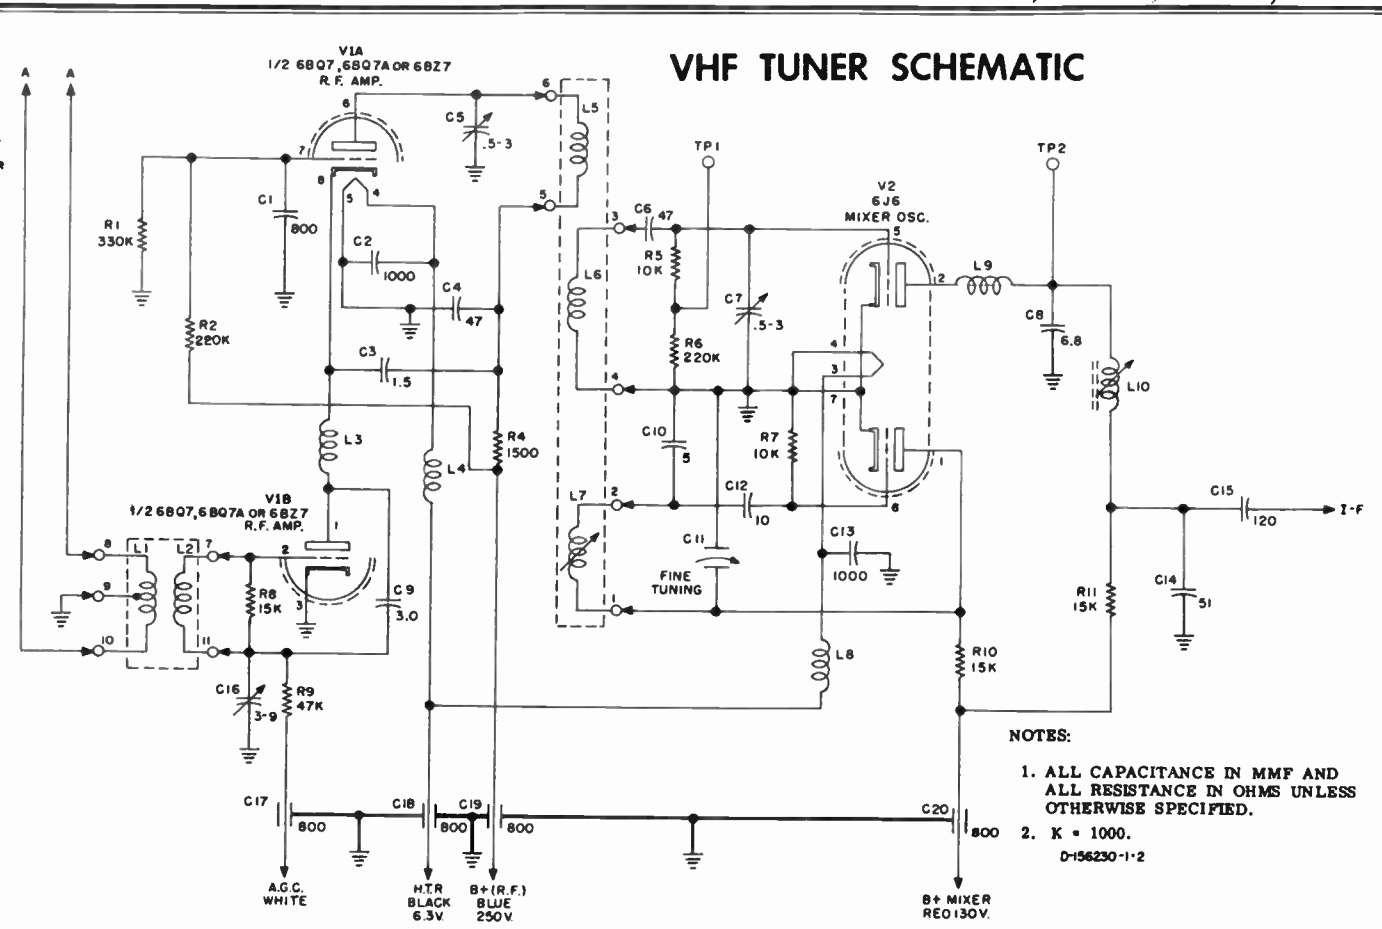 VHF TUNER SCHEMATIC
A
A
V1A
1/2 6BQ7,6BQ7A OR 6BZ7
R.F. AMP.
6
7
8
5
4
C5
.5-3
6
L5
5
R1
330K
C1
800
C2
1000
C4
47
R2
220K
C3
1.5
L3
L4
R4
1500
3
C6
47
TP1
V2
6J6
MIXER OSC.
5
TP2
L6
R5
10K
C7
.5-3
R6
220K
4
2
L9
C8
6.8
L10
4
3
7
C10
5
R7
10K
1
L7
2
C12
10
6
C11
FINE
TUNING
1
C13
1000
C15
120
I-F
R11
15K
C14
51
V1B
1/2 6BQ7,6BQ7A OR 6BZ7
R.F. AMP.
1
8
L1
L2
7
2
9
R8
15K
3
C9
3.0
10
11
C16
3-9
R9
47K
L8
R10
15K
C17
800
C18
800
C19
800
C20
800
A.G.C.
WHITE
HTR
BLACK
6.3V.
B+(R.F.)
BLUE
250V.
B+ MIXER
RED 130V.
NOTES:
1. ALL CAPACITANCE IN MMF AND
ALL RESISTANCE IN OHMS UNLESS
OTHERWISE SPECIFIED.
2. K = 1000.
D-156230-1-2